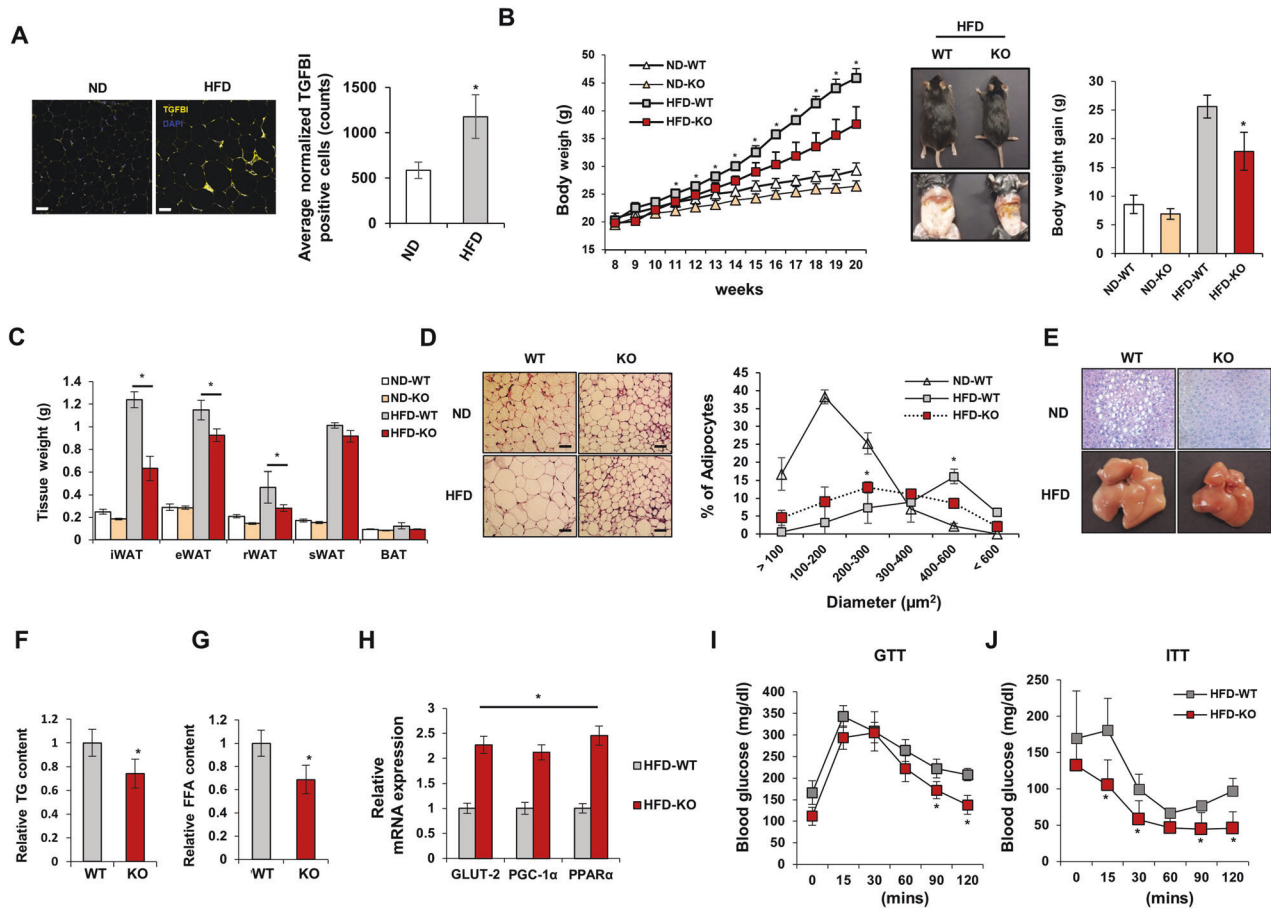 A
ND
HFD
TGFBI
DAPI
Average normalized TGFBI
positive cells (counts)
1500
1000
500
0
*
ND
HFD
B
Body weigh (g)
50
45
40
35
30
25
20
15
ND-WT
ND-KO
HFD-WT
HFD-KO
* * * * * * * * * *
8 9 10 11 12 13 14 15 16 17 18 19 20
weeks
HFD
WT KO
Body weight gain (g)
30
25
20
15
10
5
0
*
ND-WT
ND-KO
HFD-WT
HFD-KO
C
Tissue weight (g)
1.4
1.2
1.0
0.8
0.6
0.4
0.2
0
* * *
ND-WT
ND-KO
HFD-WT
HFD-KO
iWAT eWAT rWAT sWAT BAT
D
WT KO
ND
HFD
% of Adipocytes
45
40
35
30
25
20
15
10
5
0
ND-WT
HFD-WT
HFD-KO
* *
> 100
100-200
200-300
300-400
400-600
< 600
Diameter (µm²)
E
WT KO
ND
HFD
F
Relative TG content
1.2
1
0.8
0.6
0.4
0.2
0
*
WT KO
G
Relative FFA content
1.2
1
0.8
0.6
0.4
0.2
0
*
WT KO
H
Relative
mRNA expression
3
2.5
2
1.5
1
0.5
0
*
HFD-WT
HFD-KO
GLUT-2 PGC-1α PPARα
I
GTT
Blood glucose (mg/dl)
400
350
300
250
200
150
100
50
0
* *
0 15 30 60 90 120
(mins)
J
ITT
Blood glucose (mg/dl)
250
200
150
100
50
0
HFD-WT
HFD-KO
* * * *
0 15 30 60 90 120
(mins)